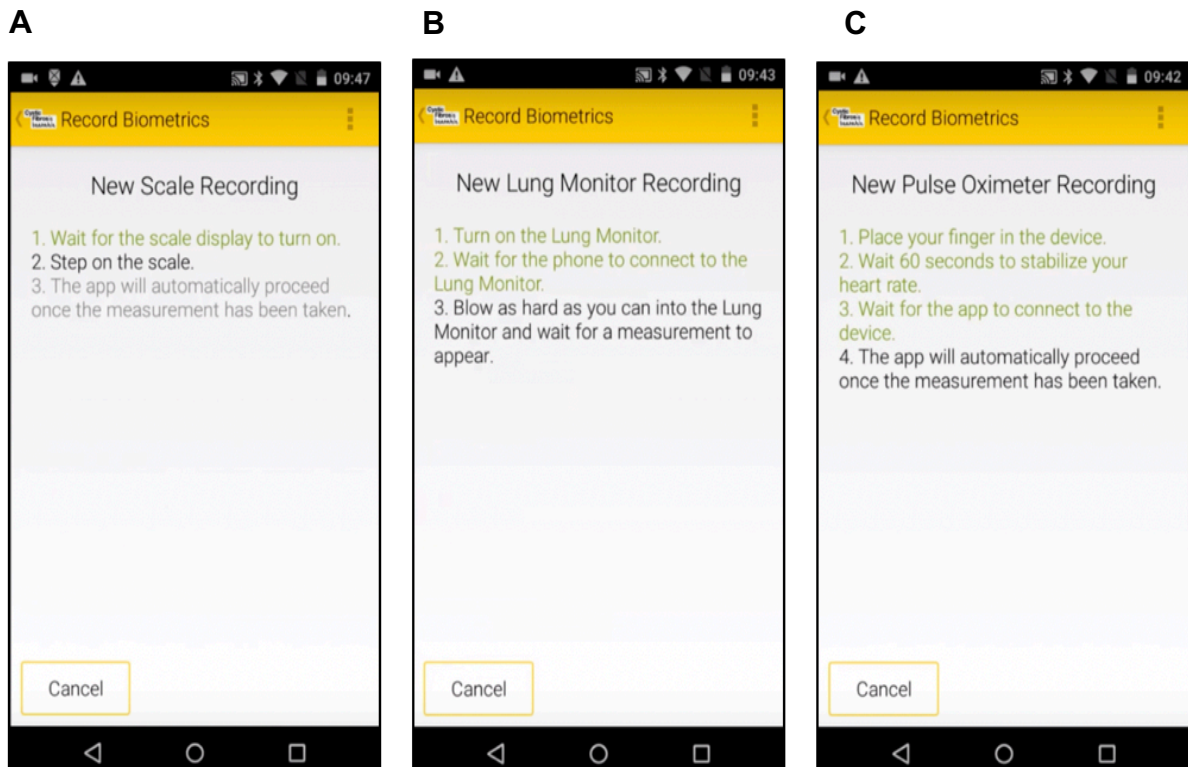 A
B
C
09:47
Record Biometrics
New Scale Recording
1. Wait for the scale display to turn on.
2. Step on the scale.
3. The app will automatically proceed
once the measurement has been taken.
Cancel
09:43
Cystic
Fibrosis
Record Biometrics
New Lung Monitor Recording
1. Turn on the Lung Monitor.
2. Wait for the phone to connect to the
Lung Monitor.
3. Blow as hard as you can into the Lung
Monitor and wait for a measurement to
appear.
Cancel
09:42
Record Biometrics
New Pulse Oximeter Recording
1. Place your finger in the device.
2. Wait 60 seconds to stabilize your
heart rate.
3. Wait for the app to connect to the
device.
4. The app will automatically proceed
once the measurement has been taken.
Cancel